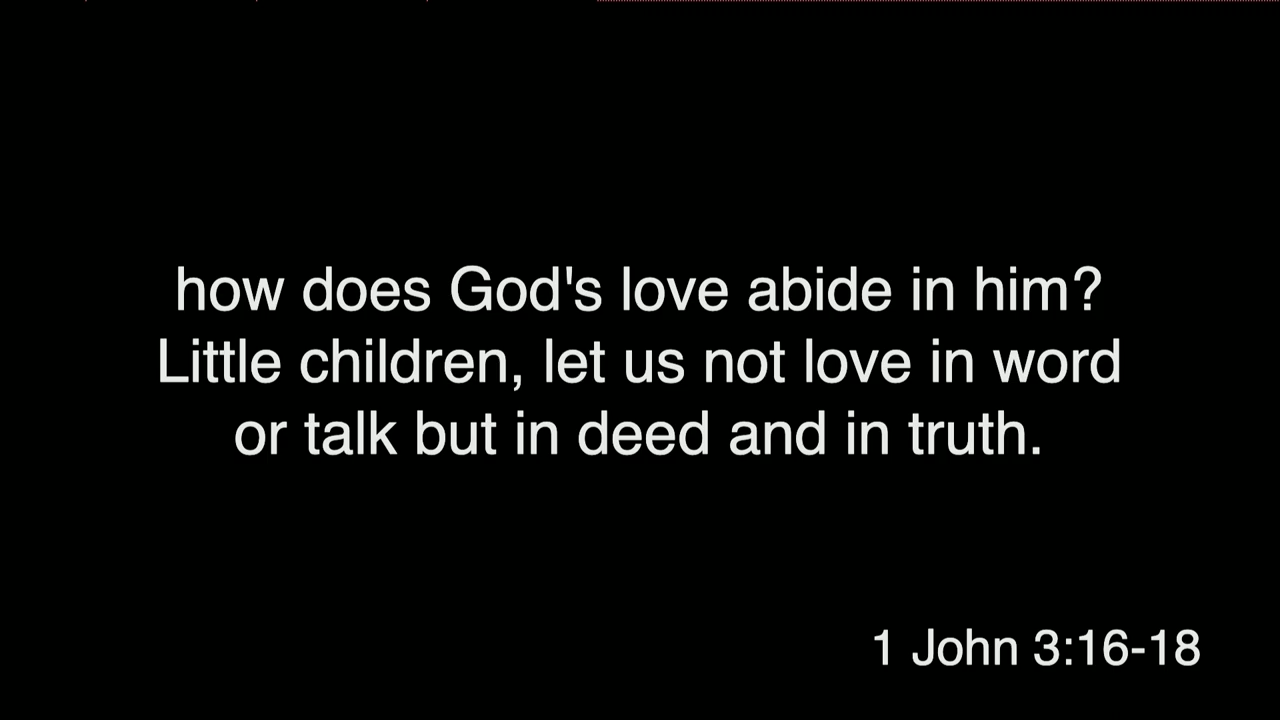 how does God's love abide in him?
Little children, let us not love in word
or talk but in deed and in truth.
1 John 3:16-18